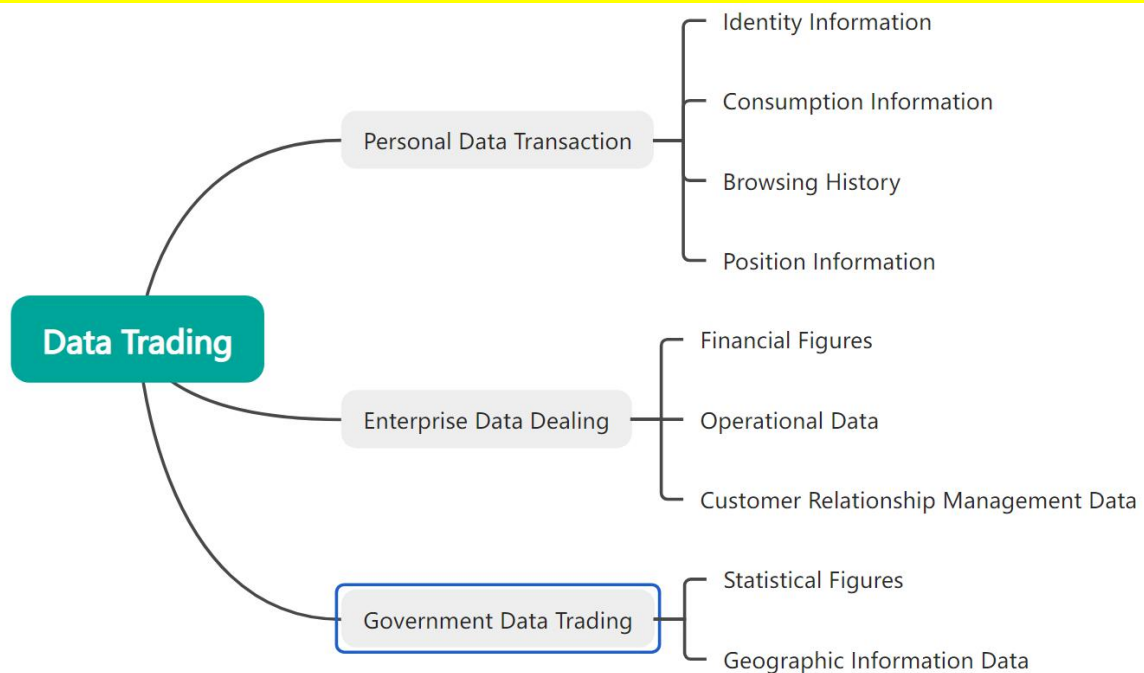 Data Trading
Personal Data Transaction
Identity Information
Consumption Information
Browsing History
Position Information
Enterprise Data Dealing
Financial Figures
Operational Data
Customer Relationship Management Data
Government Data Trading
Statistical Figures
Geographic Information Data